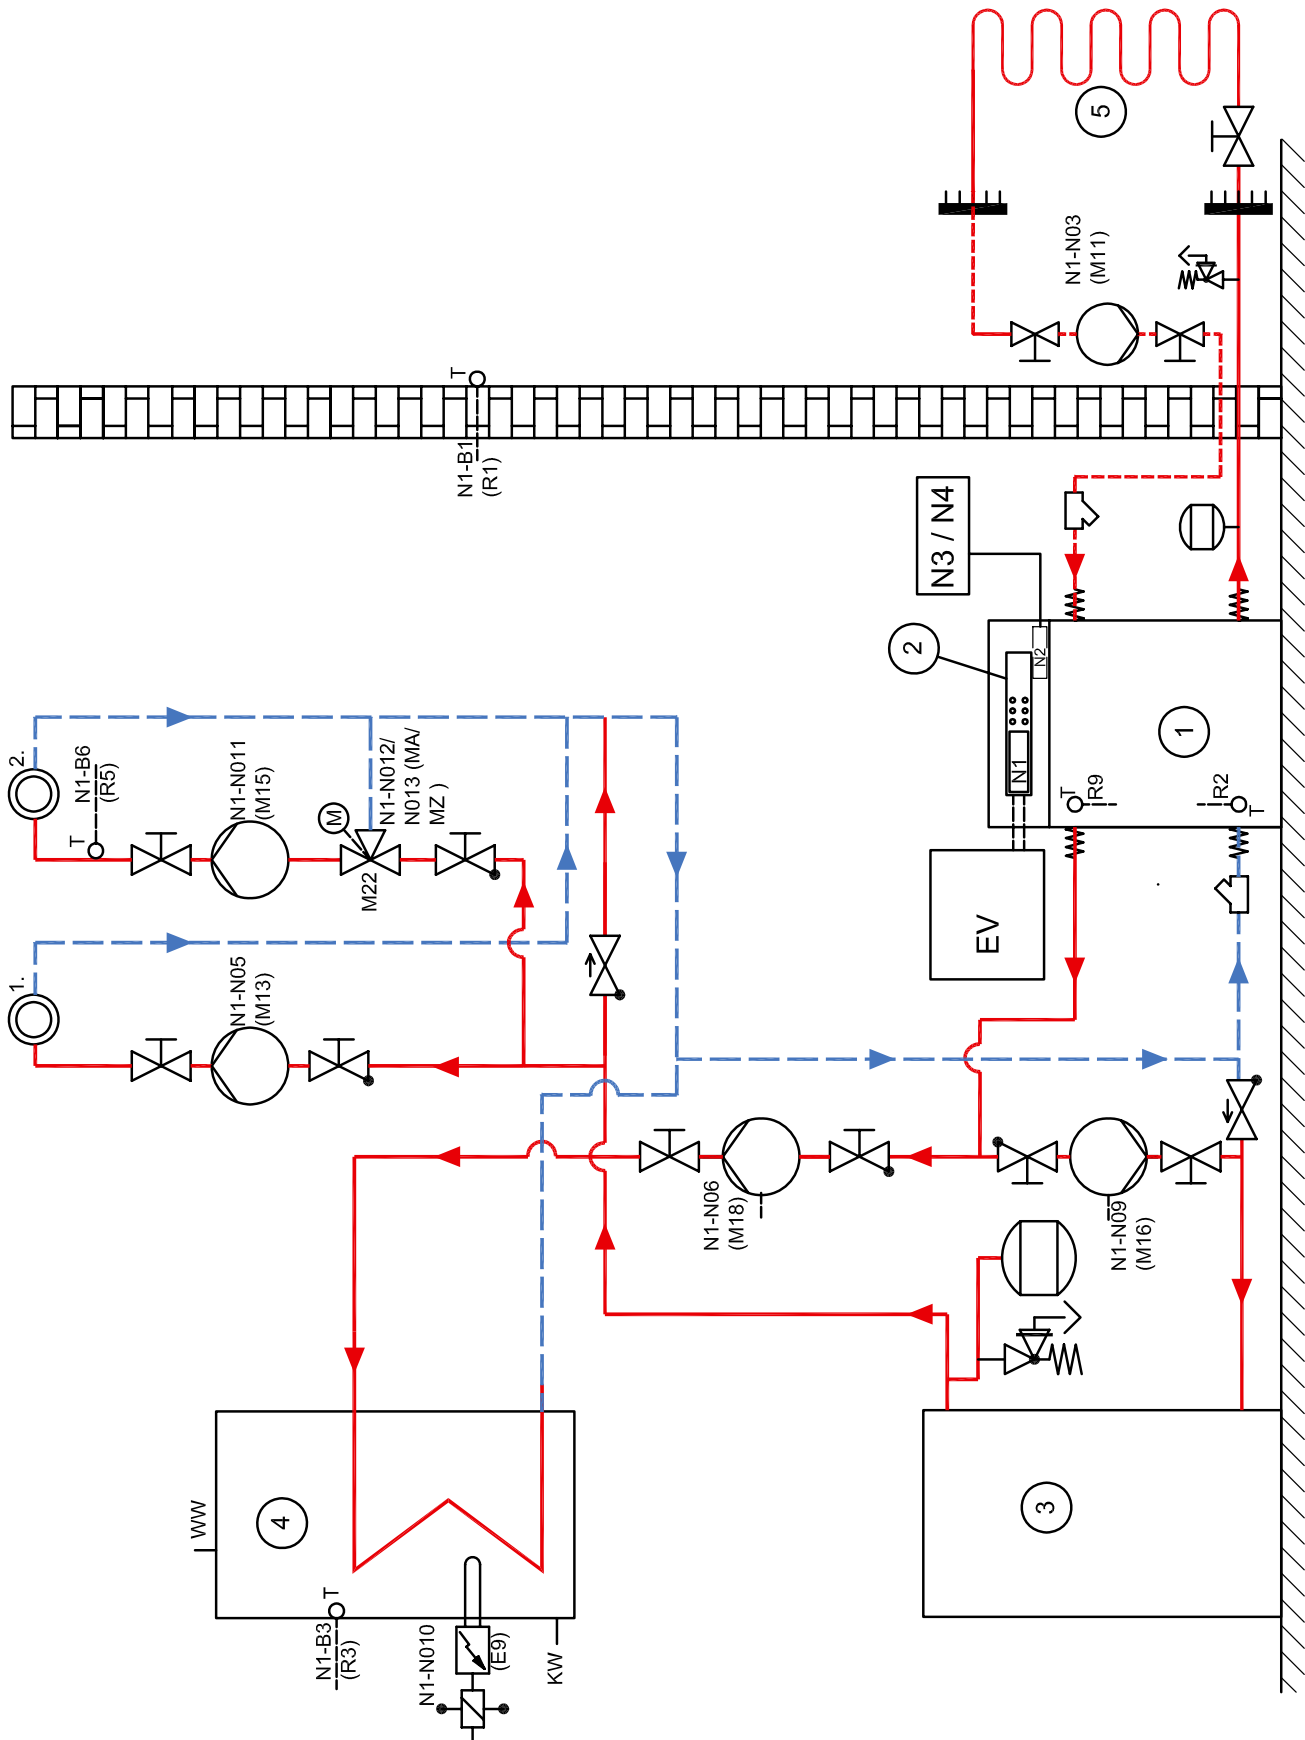 WW
4
T
N1-B3
(R3)
N1-N010
(E9)
KW
3
1.
N1-N05
(M13)
2.
T
N1-B6
(R5)
N1-N011
(M15)
M
M22
N1-N012/
N013 (MA/
MZ )
N1-N06
(M18)
N1-N09
(M16)
EV
2
N1
N2
N3 / N4
T
R9
R2
T
1
T
N1-B1
(R1)
N1-N03
(M11)
5